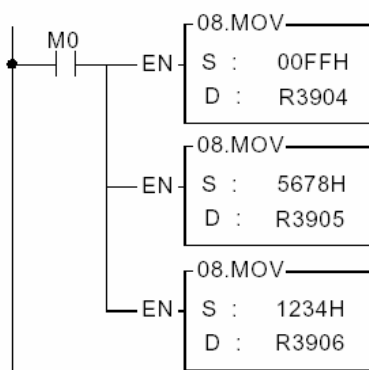 08.MOV
M0
EN
S : 00FFH
D : R3904
08.MOV
EN
S : 5678H
D : R3905
08.MOV
EN
S : 1234H
D : R3906